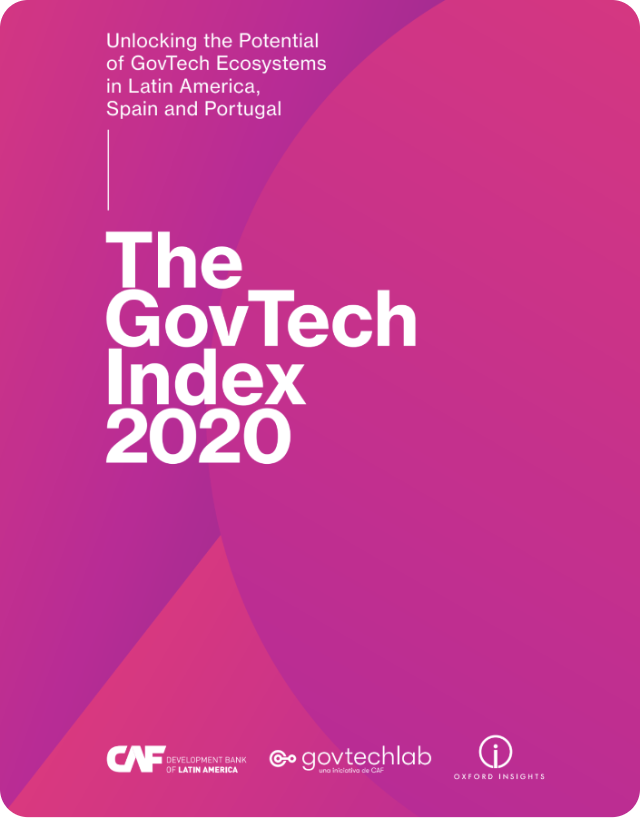 Unlocking the Potential
of GovTech Ecosystems
in Latin America,
Spain and Portugal
The
GovTech
Index
2020
CAF DEVELOPMENT BANK
OF LATIN AMERICA
govtechlab
una iniciativa de CAF
i
OXFORD INSIGHTS